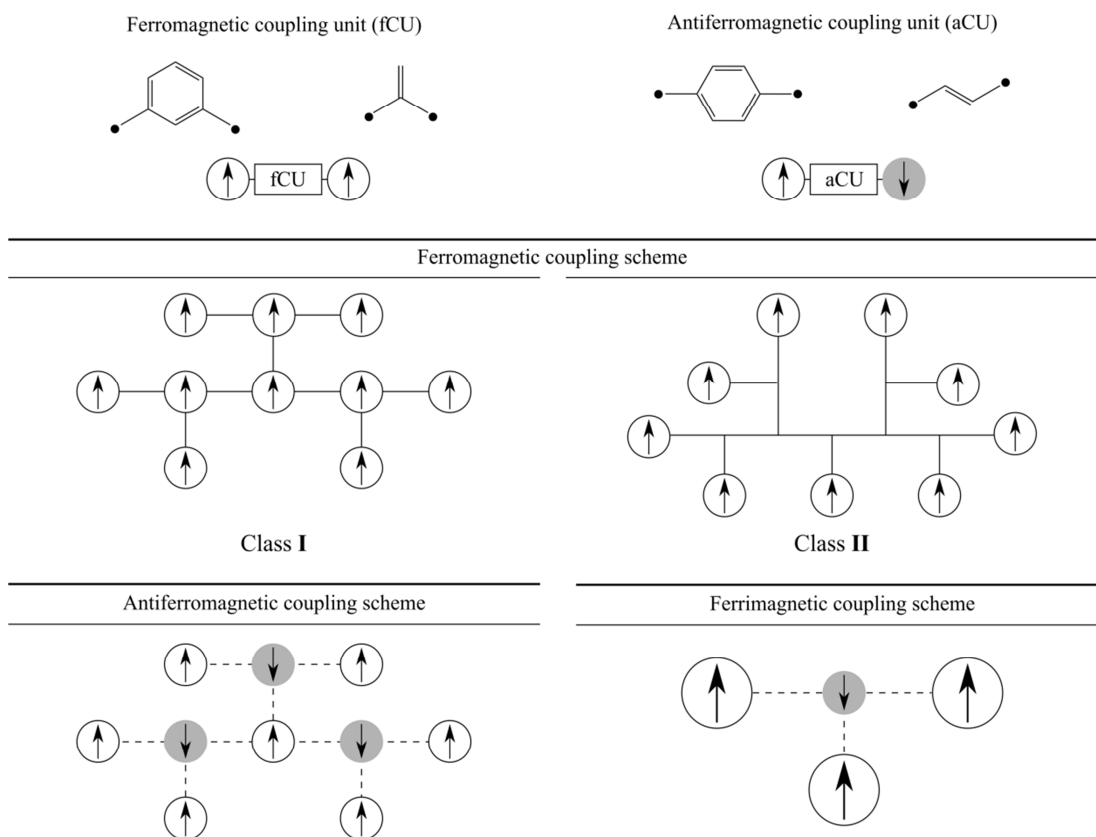 Ferromagnetic coupling unit (fCU)
Antiferromagnetic coupling unit (aCU)
fCU
aCU
Ferromagnetic coupling scheme
Class I
Class II
Antiferromagnetic coupling scheme
Ferrimagnetic coupling scheme